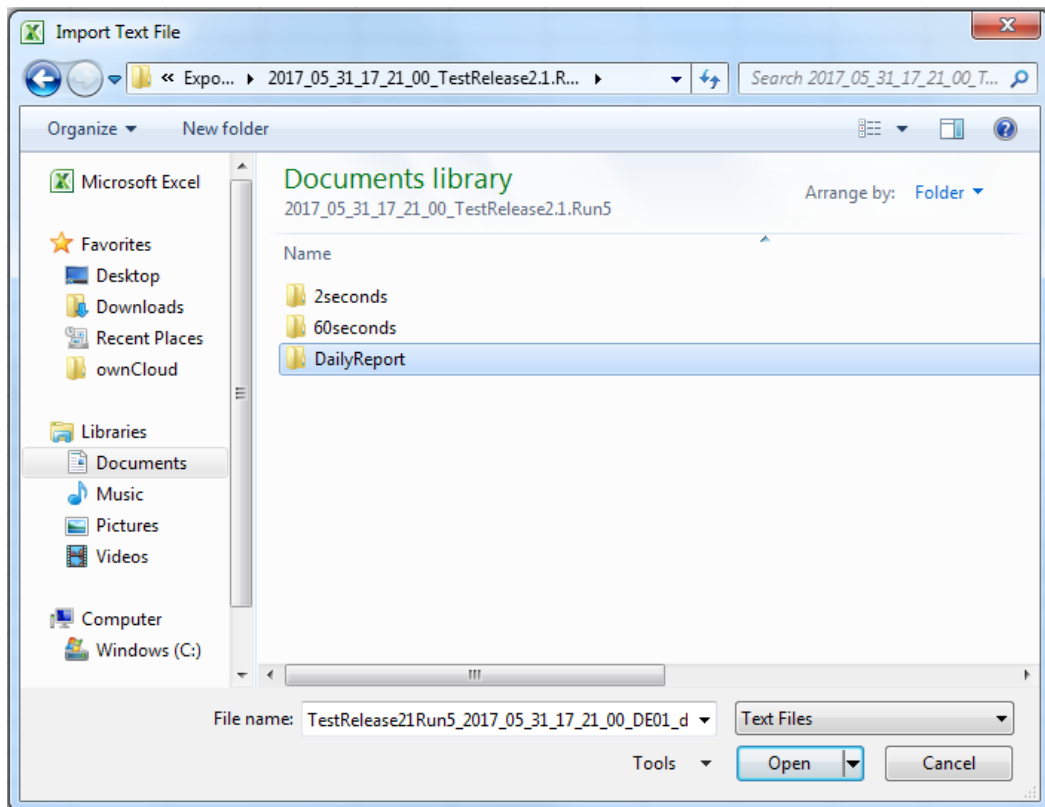 Import Text File
« Expo... 2017_05_31_17_21_00_TestRelease2.1.R...
Search 2017_05_31_17_21_00_T...
Organize
New folder
Microsoft Excel
Favorites
Desktop
Downloads
Recent Places
ownCloud
Libraries
Documents
Music
Pictures
Videos
Computer
Windows (C:)
Documents library
2017_05_31_17_21_00_TestRelease2.1.Run5
Arrange by: Folder
Name
2seconds
60seconds
DailyReport
File name: TestRelease21Run5_2017_05_31_17_21_00_DE01_d
Text Files
Tools
Open
Cancel